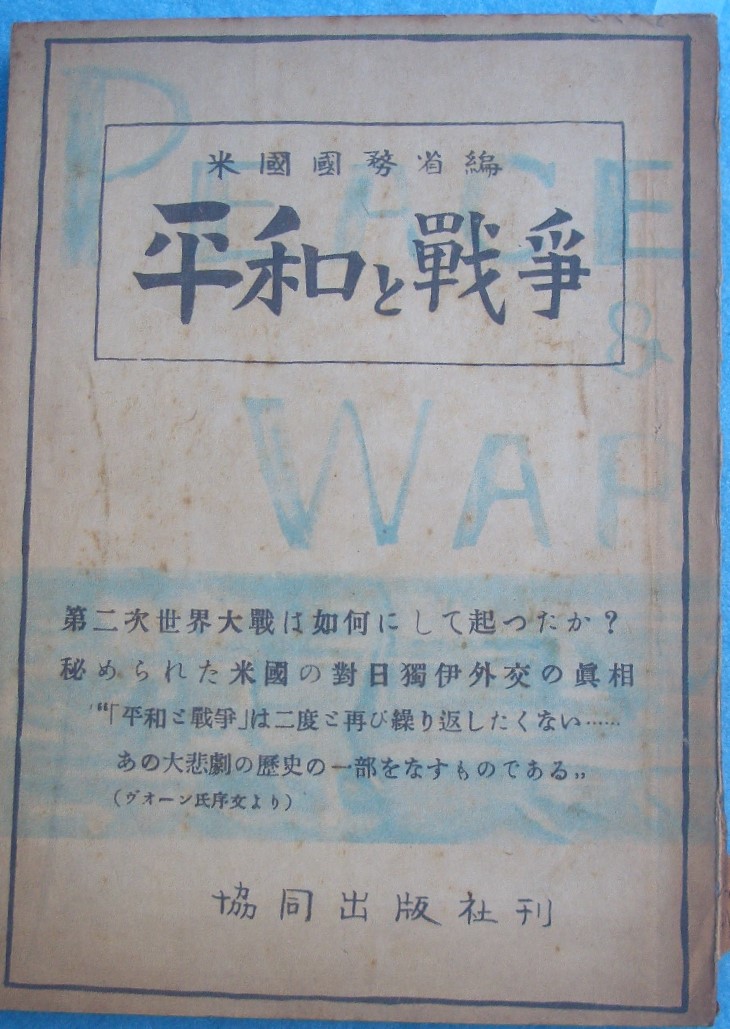 米國國務省編
平和と戰爭
PEACE
&
WAR
第二次世界大戰は如何にして起つたか?
秘められた米國の對日獨伊外交の眞相
“「平和と戰爭」は二度と再び繰り返したくない……
あの大悲劇の歷史の一部をなすものである„
(ヴオーン氏序文より)
協同出版社刊